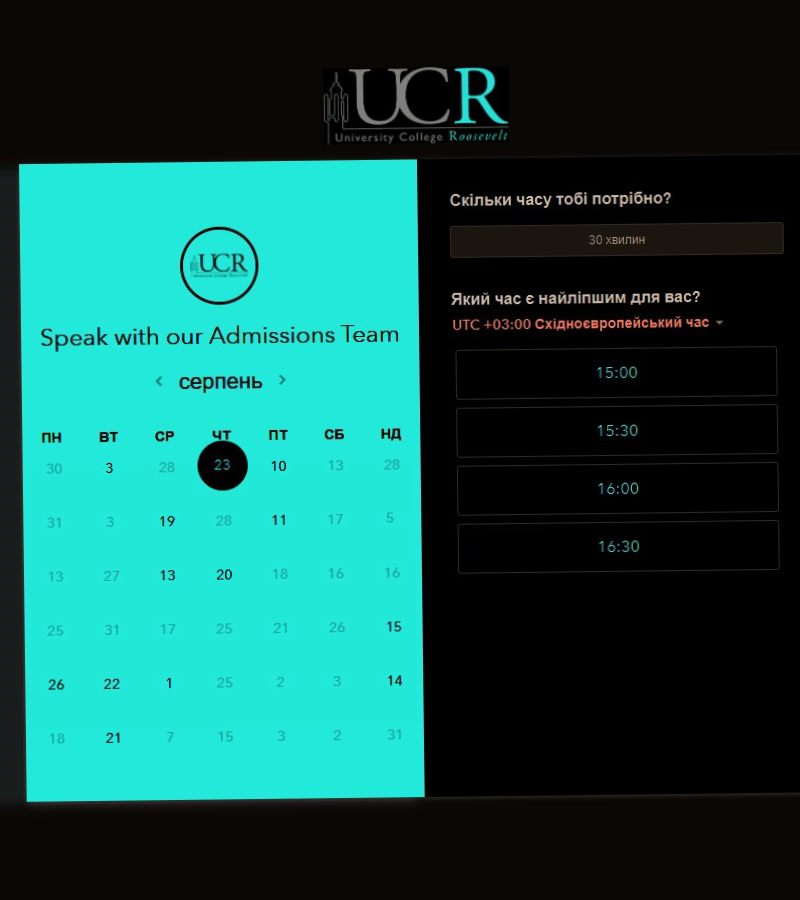 UCR
University College Roosevelt
UCR
University College Roosevelt
Speak with our Admissions Team
серпень
ПН ВТ СР ЧТ ПТ СБ НД
30 3 28 23 10 13 28
31 3 19 28 11 17 5
13 27 13 20 18 16 16
25 31 17 25 21 26 15
26 22 1 25 2 3 14
18 21 7 15 3 2 31
Скільки часу тобі потрібно?
30 хвилин
Який час є найліпшим для вас?
UTC +03:00 Східноєвропейський час
15:00
15:30
16:00
16:30